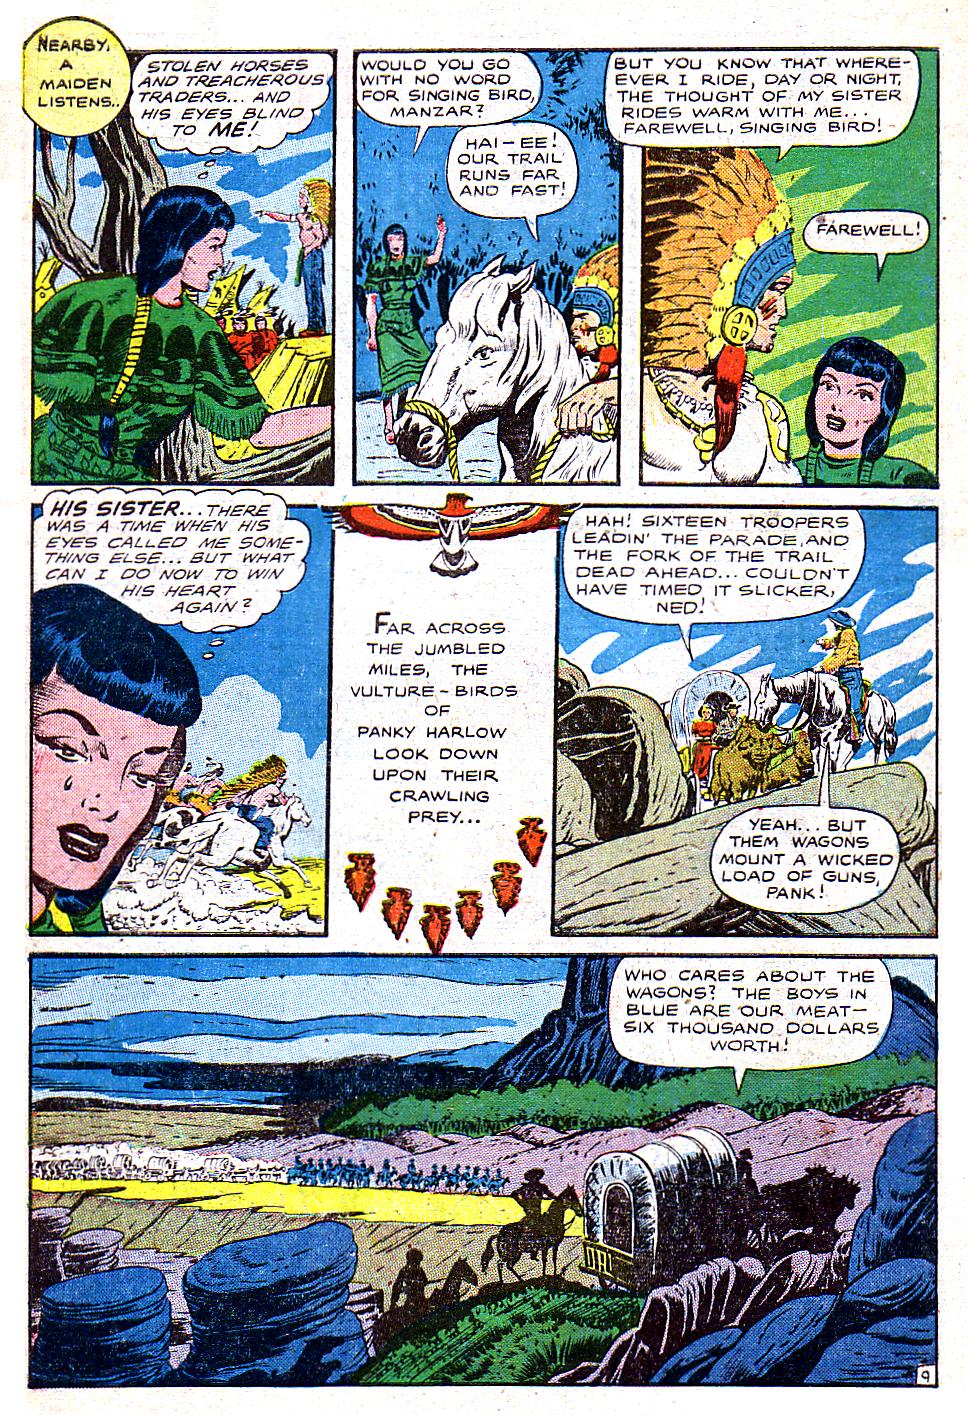 NEARBY,
A
MAIDEN
LISTENS..
STOLEN HORSES
AND TREACHEROUS
TRADERS... AND
HIS EYES BLIND
TO ME!
WOULD YOU GO
WITH NO WORD
FOR SINGING BIRD,
MANZAR?
HAI-EE!
OUR TRAIL
RUNS FAR
AND FAST!
BUT YOU KNOW THAT WHERE-
EVER I RIDE, DAY OR NIGHT,
THE THOUGHT OF MY SISTER
RIDES WARM WITH ME...
FAREWELL, SINGING BIRD!
FAREWELL!
HIS SISTER... THERE
WAS A TIME WHEN HIS
EYES CALLED ME SOME-
THING ELSE... BUT WHAT
CAN I DO NOW TO WIN
HIS HEART
AGAIN?
FAR ACROSS
THE JUMBLED
MILES, THE
VULTURE-BIRDS
OF
PANKY HARLOW
LOOK DOWN
UPON THEIR
CRAWLING
PREY...
HAH! SIXTEEN TROOPERS
LEADIN' THE PARADE, AND
THE FORK OF THE TRAIL
DEAD AHEAD... COULDN'T
HAVE TIMED IT SLICKER,
NED!
YEAH... BUT
THEM WAGONS
MOUNT A WICKED
LOAD OF GUNS,
PANK!
WHO CARES ABOUT THE
WAGONS? THE BOYS IN
BLUE ARE OUR MEAT—
SIX THOUSAND DOLLARS
WORTH!
9